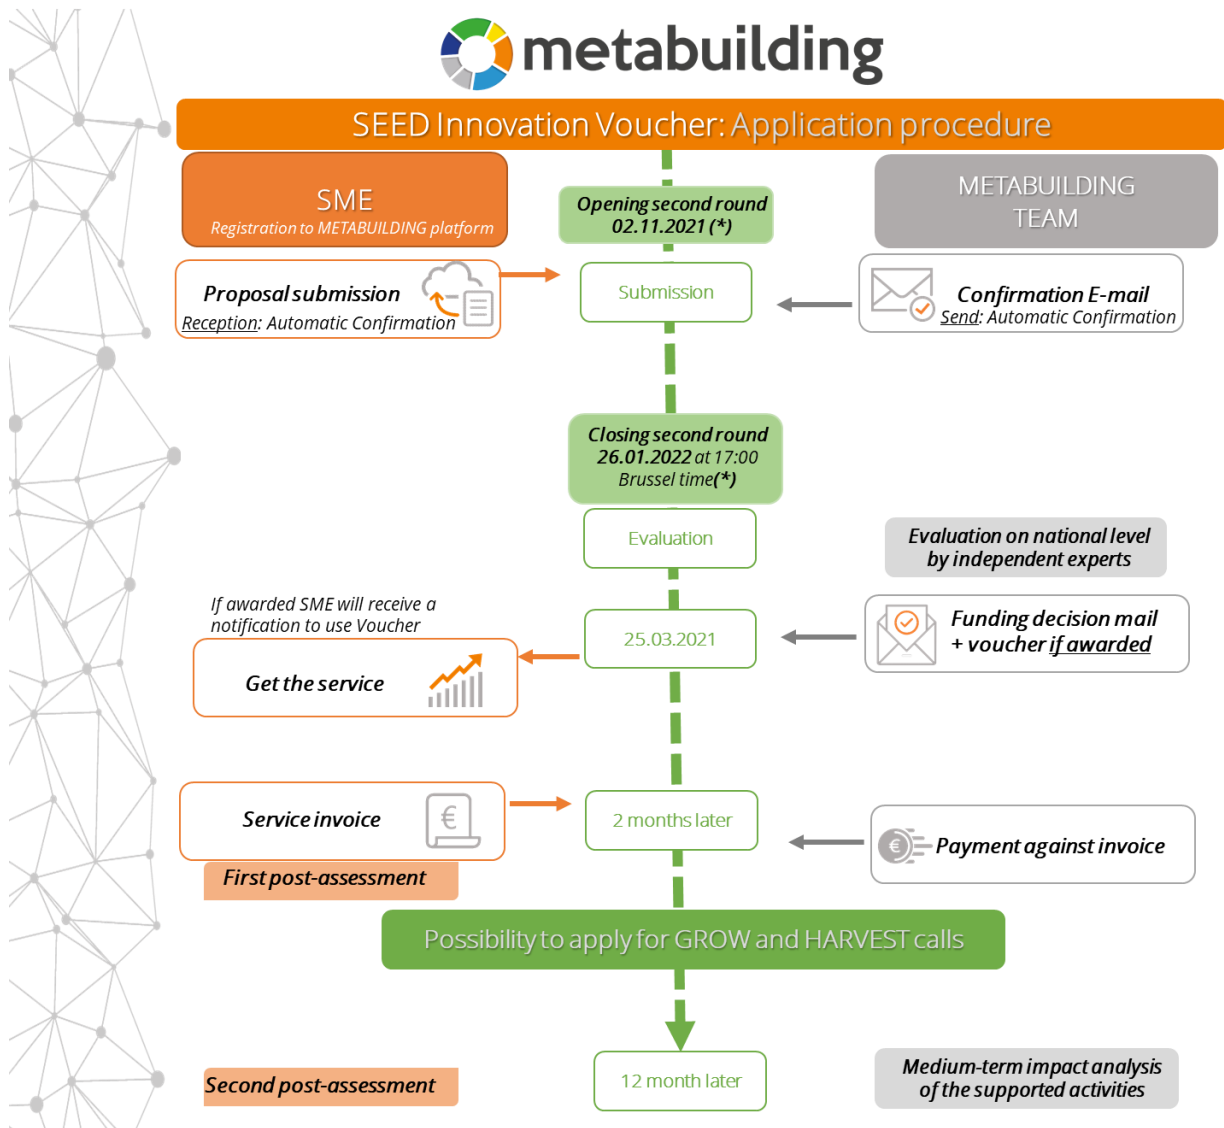 metabuilding
SEED Innovation Voucher: Application procedure
SME
Registration to METABUILDING platform
Opening second round
02.11.2021 (*)
METABUILDING
TEAM
Proposal submission
Reception: Automatic Confirmation
Submission
Confirmation E-mail
Send: Automatic Confirmation
Closing second round
26.01.2022 at 17:00
Brussel time(*)
Evaluation
Evaluation on national level
by independent experts
If awarded SME will receive a
notification to use Voucher
Get the service
25.03.2021
Funding decision mail
+ voucher if awarded
Service invoice
€
First post-assessment
2 months later
€
Payment against invoice
Possibility to apply for GROW and HARVEST calls
Second post-assessment
12 month later
Medium-term impact analysis
of the supported activities